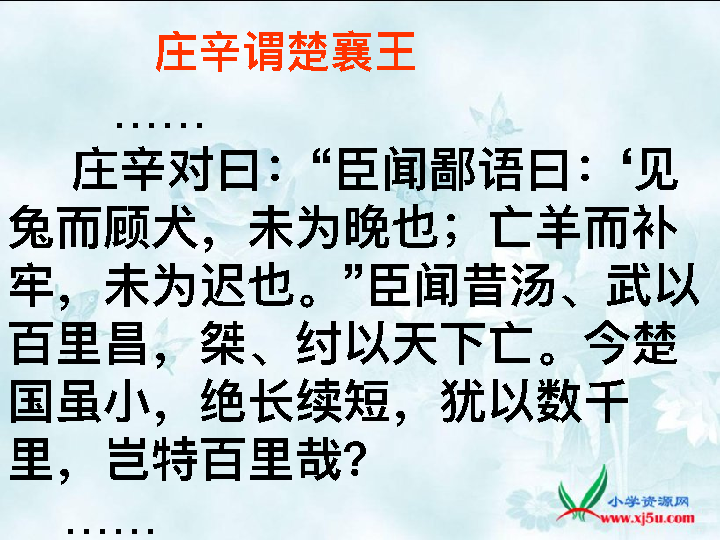 庄辛谓楚襄王
……
庄辛对曰：“臣闻鄙语曰：‘见
兔而顾犬，未为晚也；亡羊而补
牢，未为迟也。”臣闻昔汤、武以
百里昌，桀、纣以天下亡。今楚
国虽小，绝长续短，犹以数千
里，岂特百里哉？
……
小学资源网
www.xj5u.com